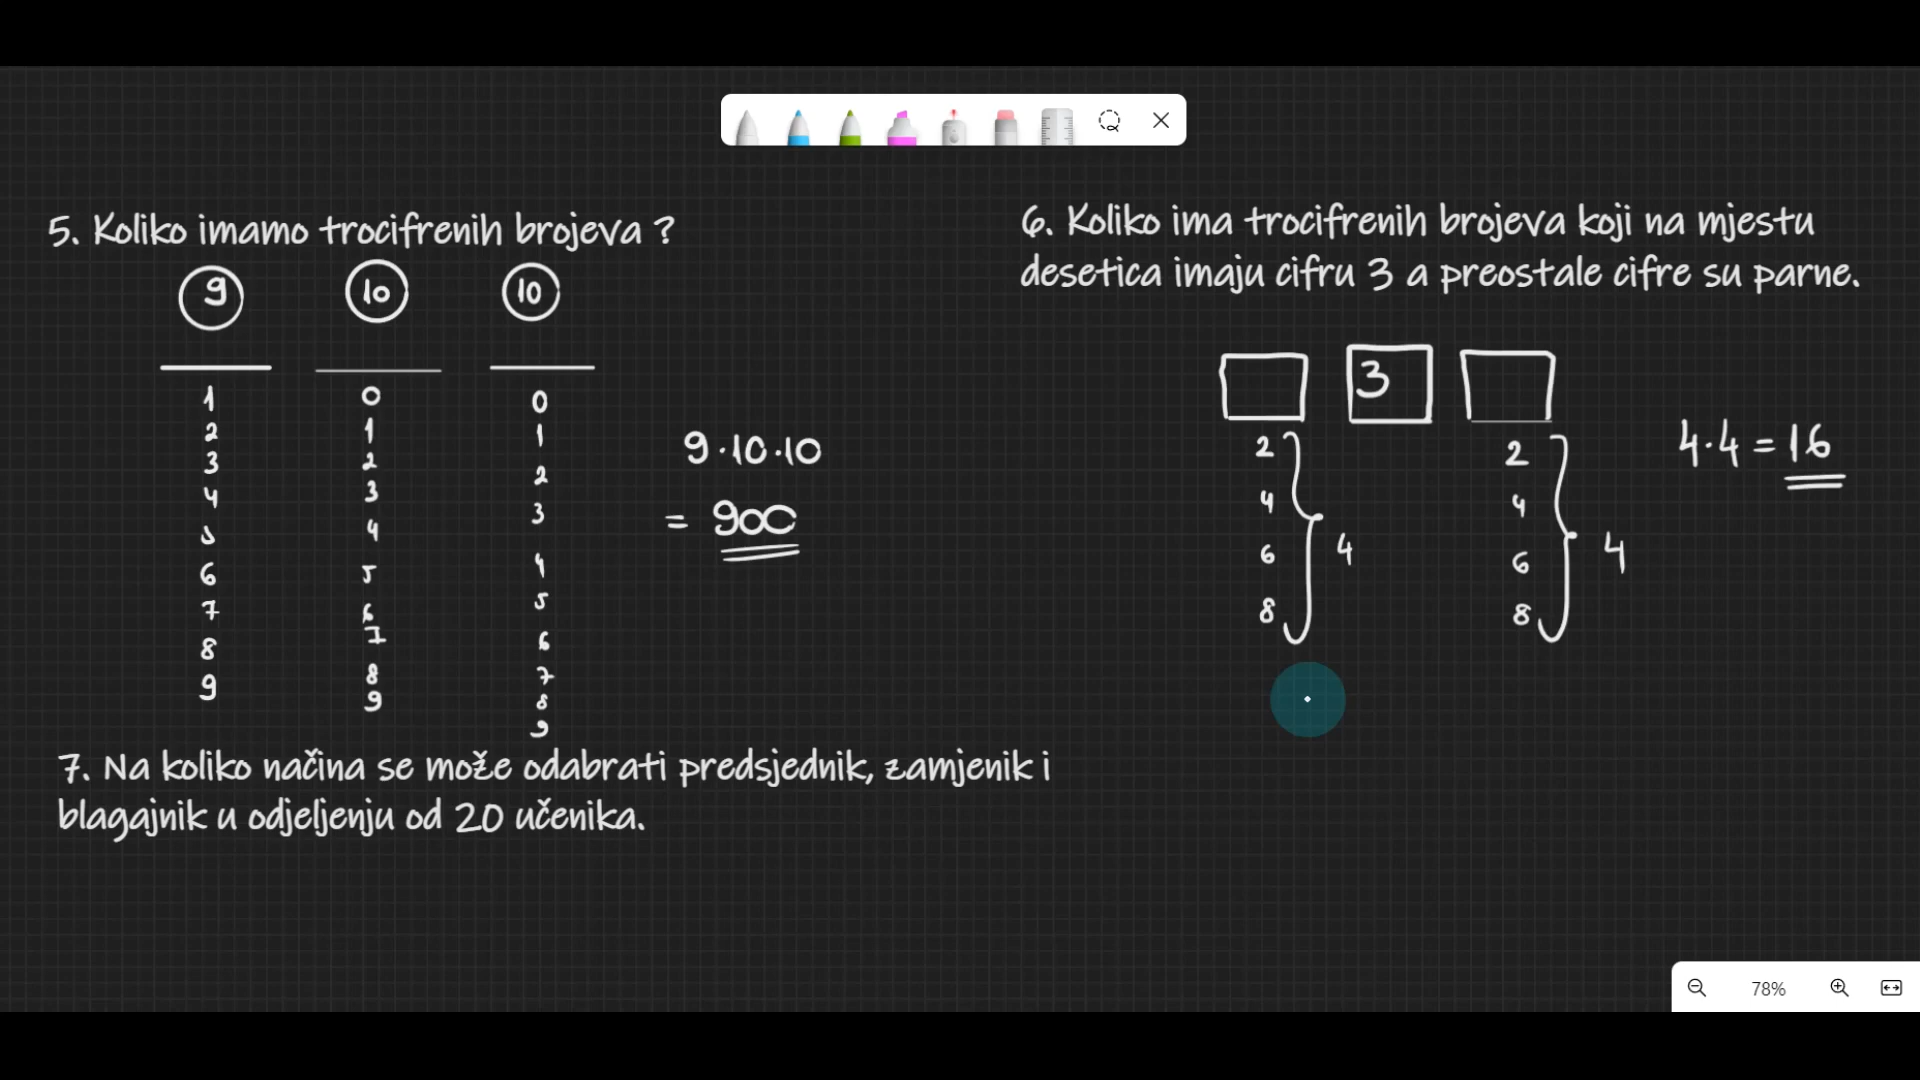 5. Koliko imamo trocifrenih brojeva ?
9 10 10
1 0 0
2 1 1
3 2 2
4 3 3
5 4 4
6 5 5
7 6 6
8 7 7
9 8 8
9 9
9·10·10
= 900
6. Koliko ima trocifrenih brojeva koji na mjestu
desetica imaju cifru 3 a preostale cifre su parne.
3
2 2
4 4
6 6
8 8
4 4
4·4 = 16
7. Na koliko načina se može odabrati predsjednik, zamjenik i
blagajnik u odjeljenju od 20 učenika.
78%